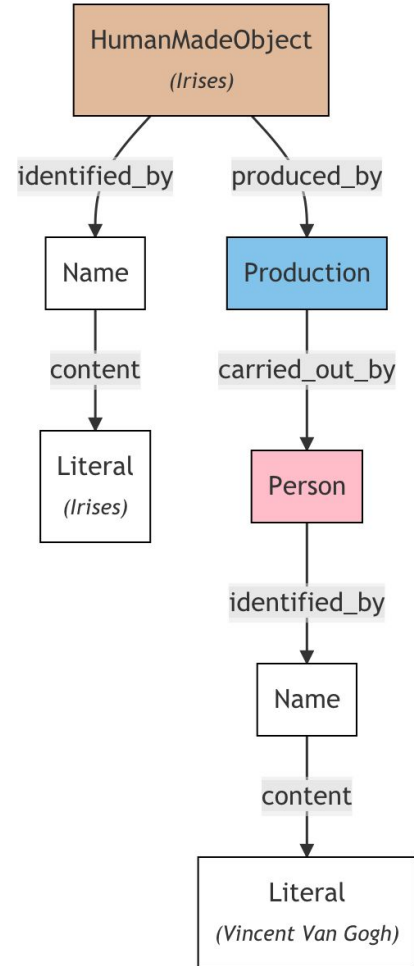 HumanMadeObject
(Irises)
identified_by
produced_by
Name
Production
content
carried_out_by
Literal
(Irises)
Person
identified_by
Name
content
Literal
(Vincent Van Gogh)